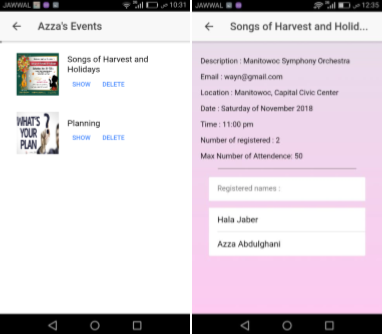 JAWWAL
10:31
Azza's Events
Songs of Harvest and
Holidays
SHOW DELETE
WHAT'S ?
YOUR
PLAN
Planning
SHOW DELETE
JAWWAL
12:35
Songs of Harvest and Holid...
Description : Manitowoc Symphony Orchestra
Email : wayn@gmail.com
Location : Manitowoc, Capital Civic Center
Date : Saturday of November 2018
Time : 11:00 pm
Number of registered : 2
Max Number of Attendence: 50
Registered names :
Hala Jaber
Azza Abdulghani